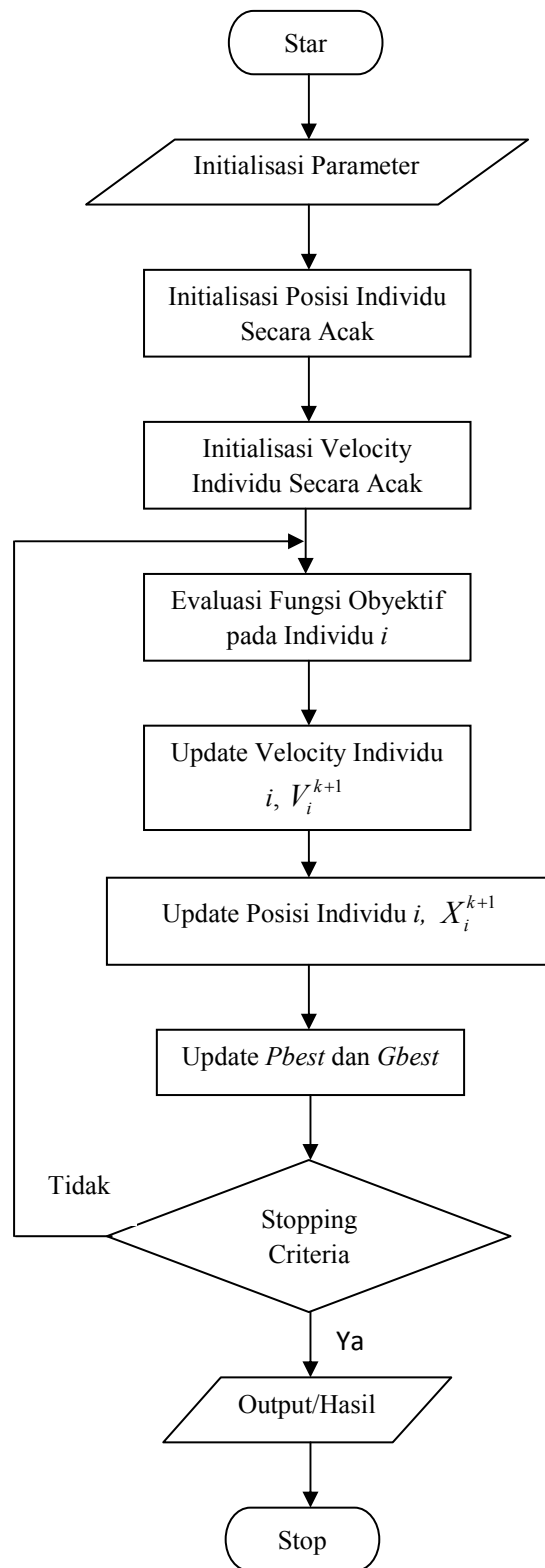 Star
Initialisasi Parameter
Initialisasi Posisi Individu
Secara Acak
Initialisasi Velocity
Individu Secara Acak
Evaluasi Fungsi Obyektif
pada Individu i
Update Velocity Individu
i, V_i^{k+1}
Update Posisi Individu i, X_i^{k+1}
Update Pbest dan Gbest
Tidak
Stopping
Criteria
Ya
Output/Hasil
Stop